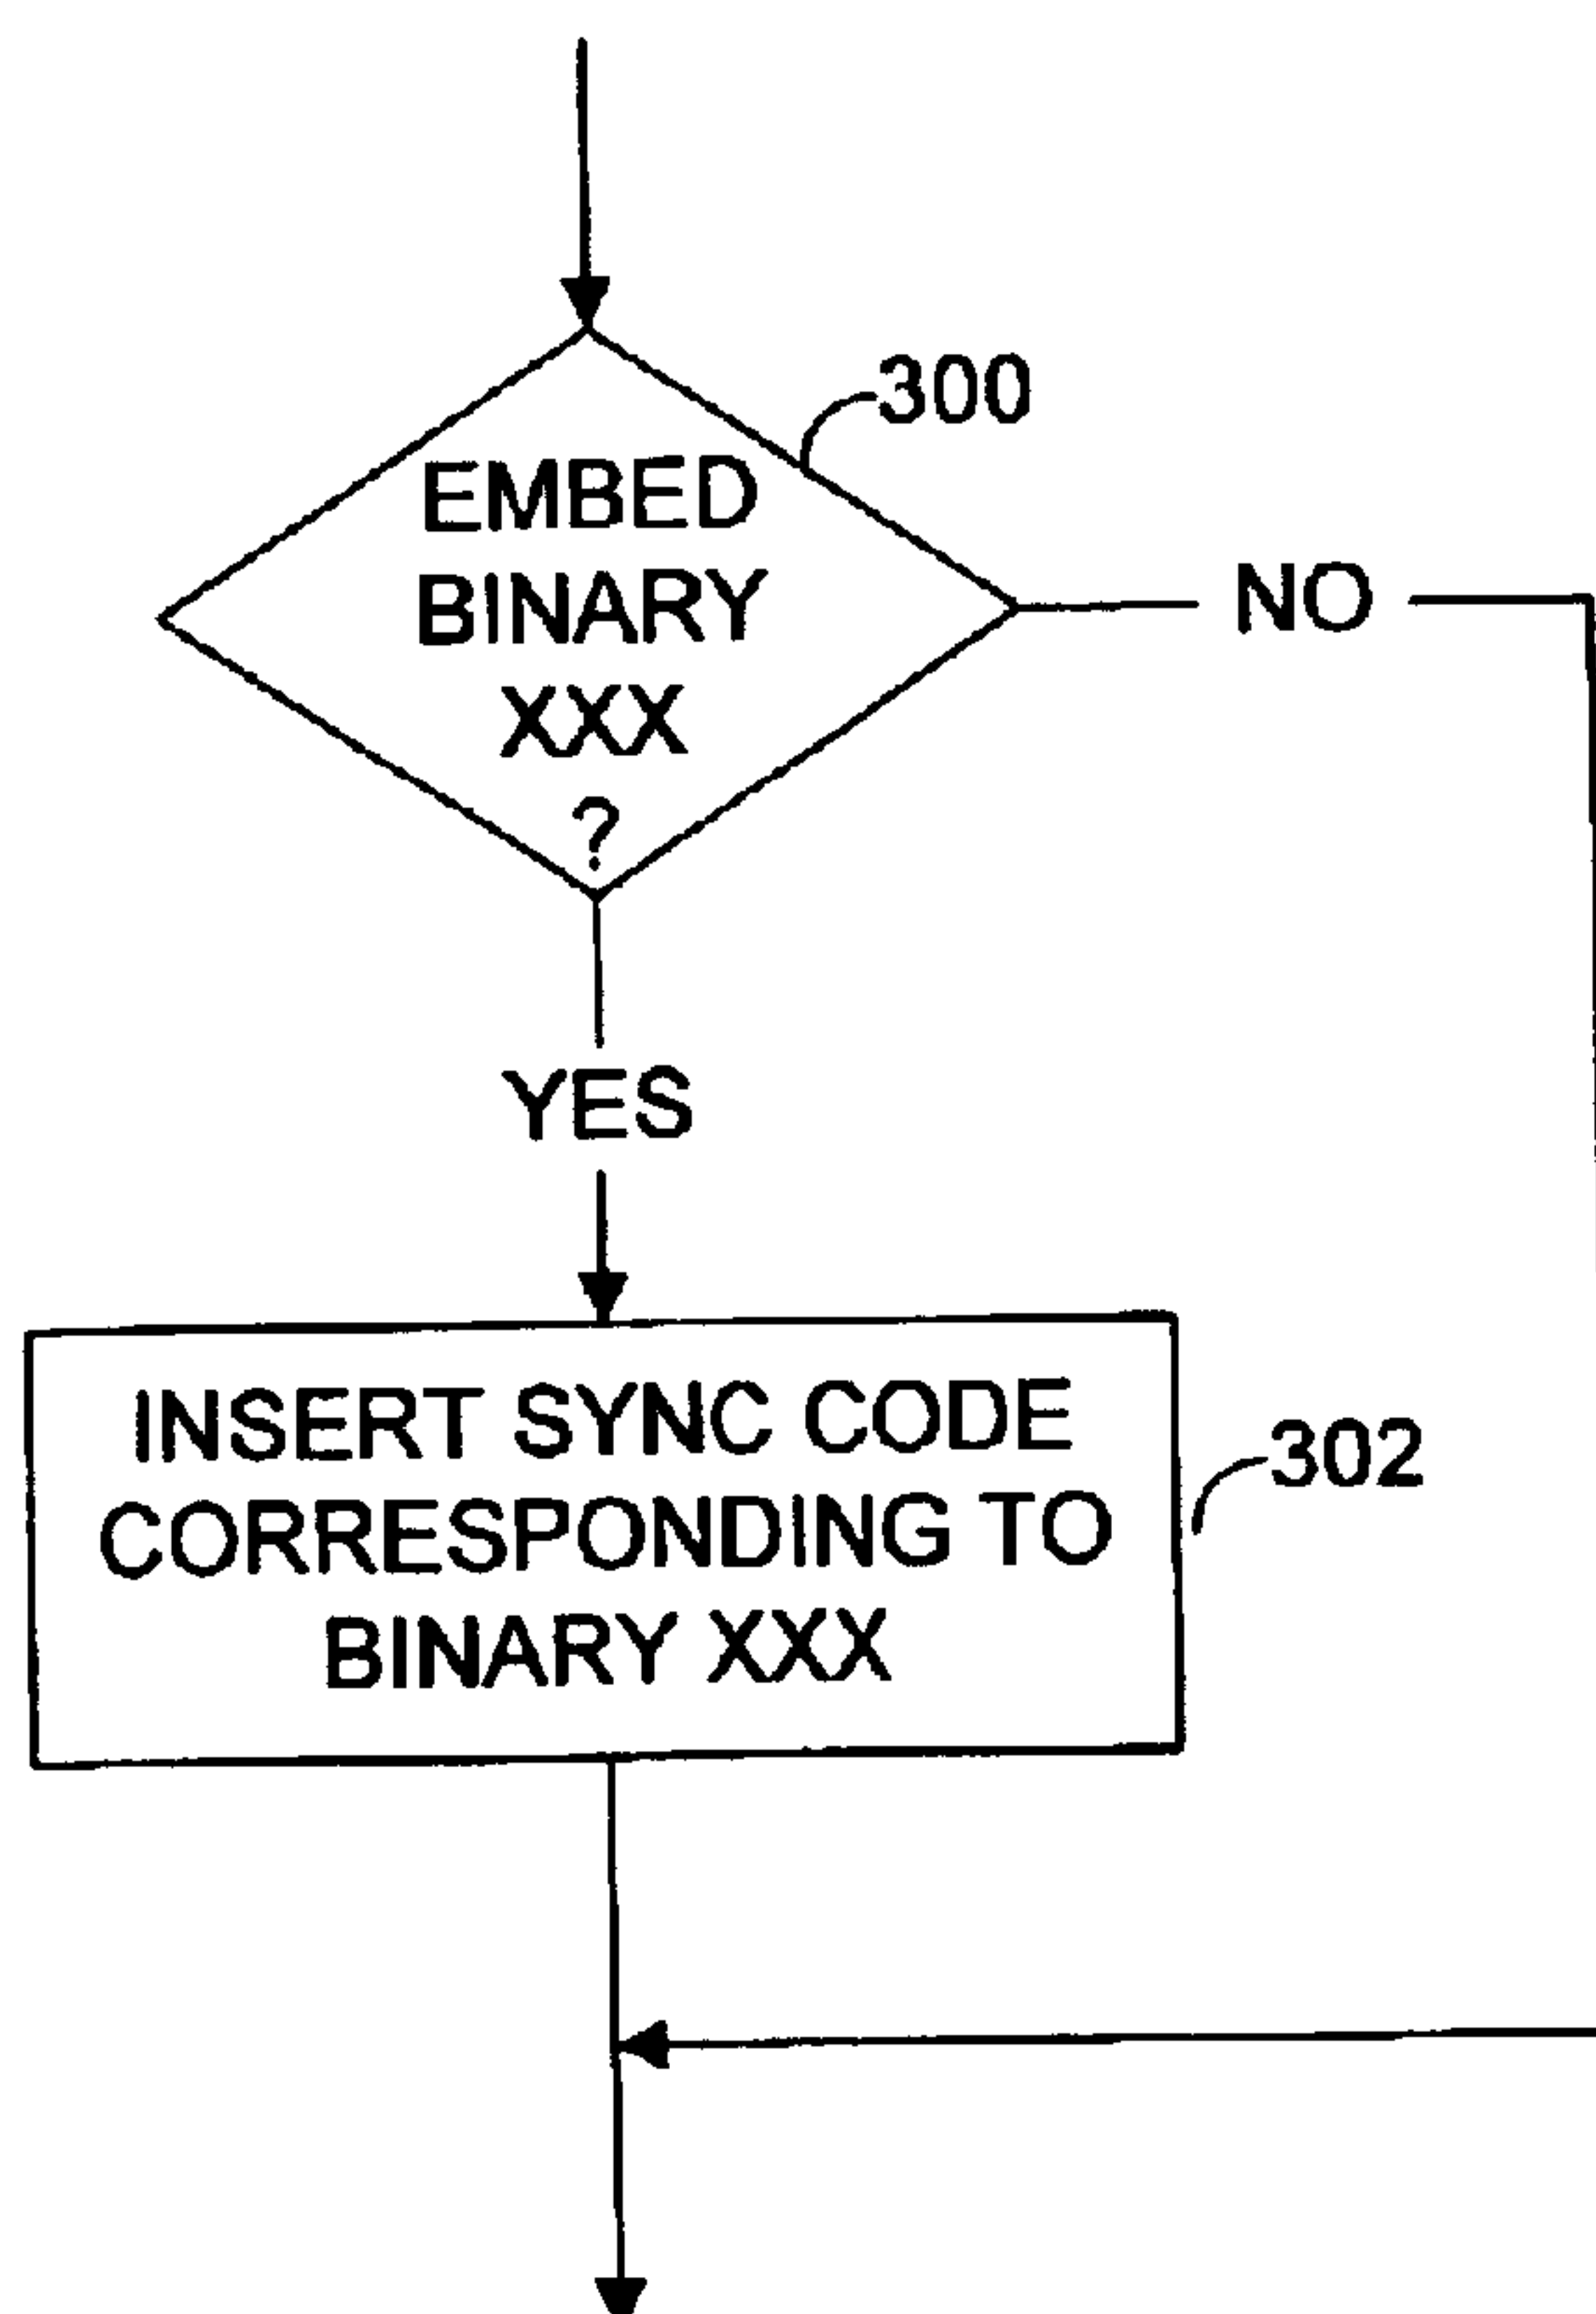 300
EMBED
BINARY
XXX
?
NO
YES
INSERT SYNC CODE
CORRESPONDING TO
BINARY XXX
302